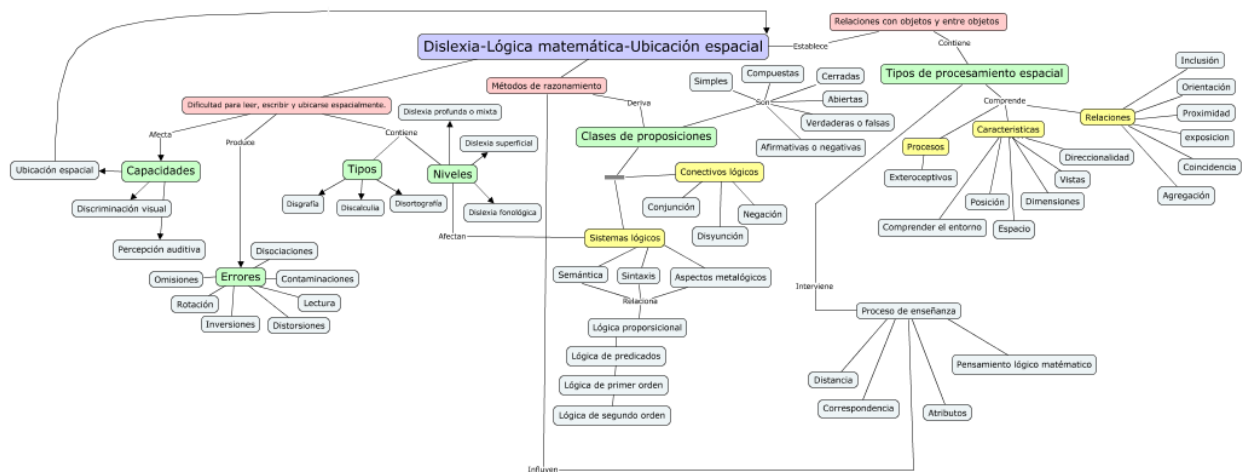 Relaciones con objetos y entre objetos
Dislexia-Lógica matemática-Ubicación espacial
Establece
Contiene
Tipos de procesamiento espacial
Métodos de razonamiento
Dificultad para leer, escribir y ubicarse espacialmente.
Deriva
Simples
Compuestas
Cerradas
Son
Abiertas
Verdaderas o falsas
Afirmativas o negativas
Clases de proposiciones
Comprende
Inclusión
Orientación
Proximidad
exposicion
Coincidencia
Agregación
Relaciones
Caracteristicas
Procesos
Exteroceptivos
Direccionalidad
Vistas
Dimensiones
Posición
Espacio
Comprender el entorno
Afecta
Produce
Contiene
Dislexia profunda o mixta
Dislexia superficial
Ubicación espacial
Capacidades
Tipos
Niveles
Discriminación visual
Percepción auditiva
Disgrafía
Discalculia
Disortografía
Dislexia fonológica
Conectivos lógicos
Conjunción
Disyunción
Negación
Afectan
Sistemas lógicos
Disociaciones
Omisiones
Errores
Contaminaciones
Rotación
Lectura
Inversiones
Distorsiones
Semántica
Sintaxis
Aspectos metalógicos
Relaciona
Lógica proporsicional
Lógica de predicados
Lógica de primer orden
Lógica de segundo orden
Interviene
Proceso de enseñanza
Distancia
Correspondencia
Atributos
Pensamiento lógico matématico
Influyen